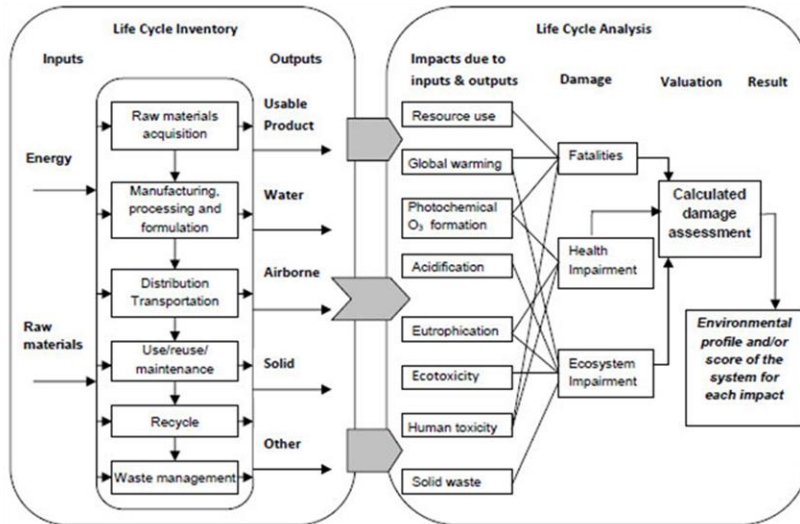 Life Cycle Inventory
Inputs
Outputs
Energy
Raw
materials
Raw materials
acquisition
Manufacturing,
processing and
formulation
Distribution
Transportation
Use/reuse/
maintenance
Recycle
Waste management
Usable
Product
Water
Airborne
Solid
Other
Life Cycle Analysis
Impacts due to
inputs & outputs
Damage
Valuation
Result
Resource use
Global warming
Photochemical
O₃ formation
Acidification
Eutrophication
Ecotoxicity
Human toxicity
Solid waste
Fatalities
Health
Impairment
Ecosystem
Impairment
Calculated
damage
assessment
Environmental
profile and/or
score of the
system for
each impact